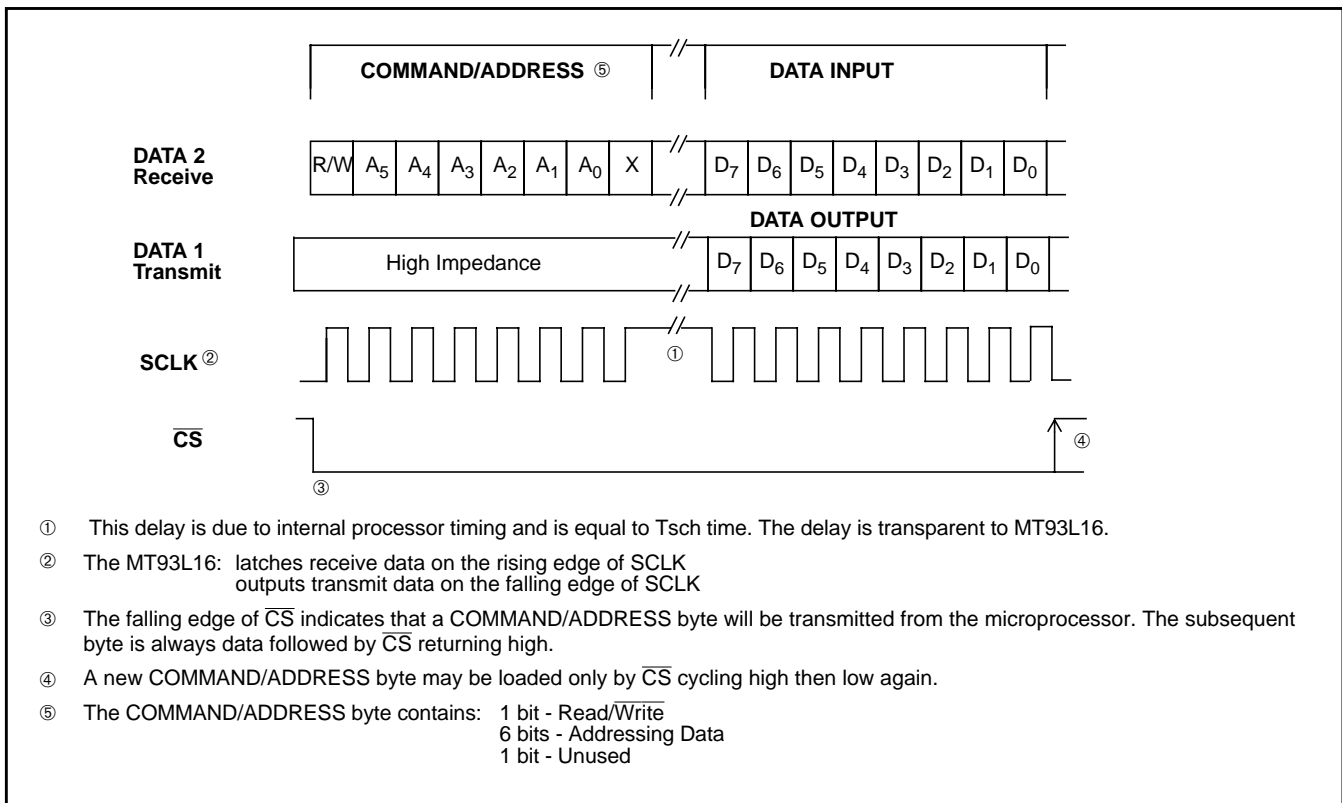 COMMAND/ADDRESS ⑤ DATA INPUT
DATA 2
Receive
R/W A5 A4 A3 A2 A1 A0 X D7 D6 D5 D4 D3 D2 D1 D0
DATA OUTPUT
DATA 1
Transmit
High Impedance D7 D6 D5 D4 D3 D2 D1 D0
SCLK ②
①
CS
④
③
① This delay is due to internal processor timing and is equal to Tsch time. The delay is transparent to MT93L16.
② The MT93L16: latches receive data on the rising edge of SCLK
outputs transmit data on the falling edge of SCLK
③ The falling edge of CS indicates that a COMMAND/ADDRESS byte will be transmitted from the microprocessor. The subsequent
byte is always data followed by CS returning high.
④ A new COMMAND/ADDRESS byte may be loaded only by CS cycling high then low again.
⑤ The COMMAND/ADDRESS byte contains: 1 bit - Read/Write
6 bits - Addressing Data
1 bit - Unused